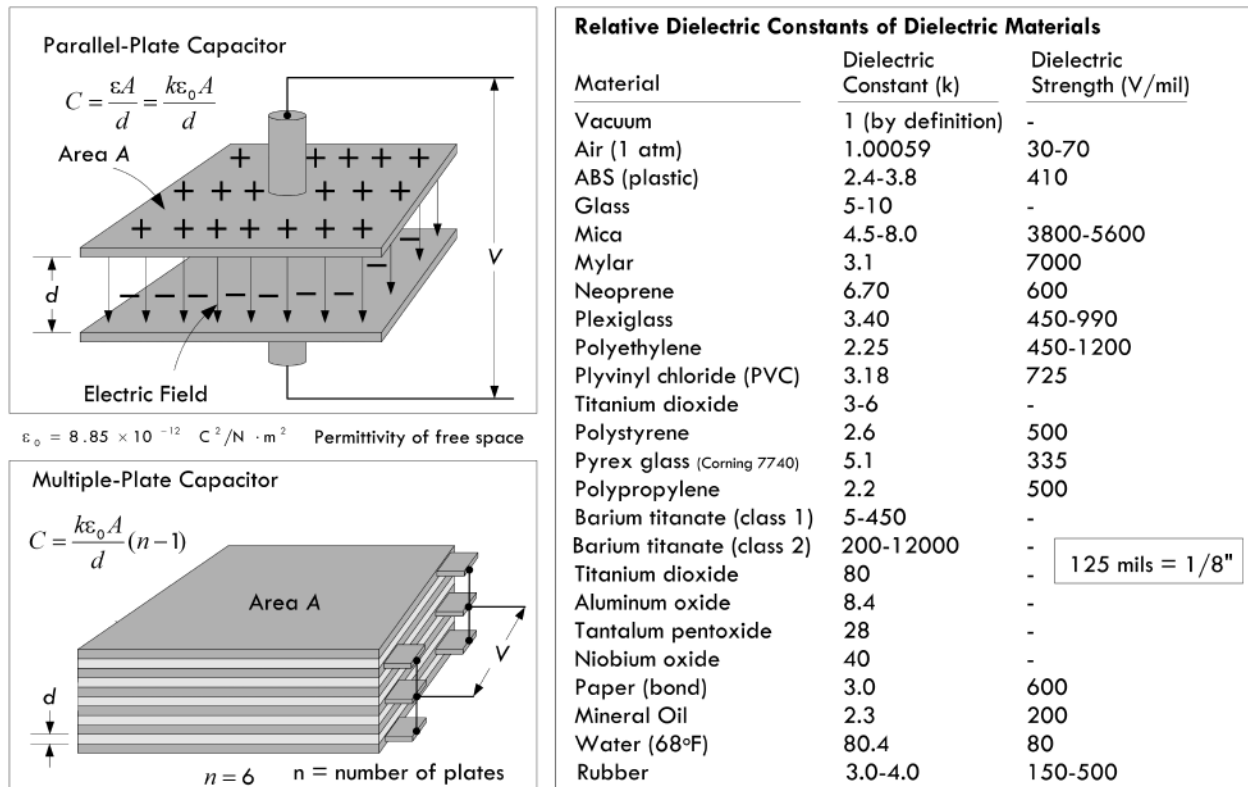 Parallel-Plate Capacitor
C = εA/d = kε₀A/d
Area A
d
V
Electric Field
ε₀ = 8.85 × 10⁻¹² C²/N · m² Permittivity of free space
Multiple-Plate Capacitor
C = kε₀A/d (n−1)
Area A
V
d
n = 6 n = number of plates
Relative Dielectric Constants of Dielectric Materials
Material Dielectric Constant (k) Dielectric Strength (V/mil)
Vacuum 1 (by definition) -
Air (1 atm) 1.00059 30-70
ABS (plastic) 2.4-3.8 410
Glass 5-10 -
Mica 4.5-8.0 3800-5600
Mylar 3.1 7000
Neoprene 6.70 600
Plexiglass 3.40 450-990
Polyethylene 2.25 450-1200
Plyvinyl chloride (PVC) 3.18 725
Titanium dioxide 3-6 -
Polystyrene 2.6 500
Pyrex glass (Corning 7740) 5.1 335
Polypropylene 2.2 500
Barium titanate (class 1) 5-450 -
Barium titanate (class 2) 200-12000 -
125 mils = 1/8"
Titanium dioxide 80 -
Aluminum oxide 8.4 -
Tantalum pentoxide 28 -
Niobium oxide 40 -
Paper (bond) 3.0 600
Mineral Oil 2.3 200
Water (68°F) 80.4 80
Rubber 3.0-4.0 150-500